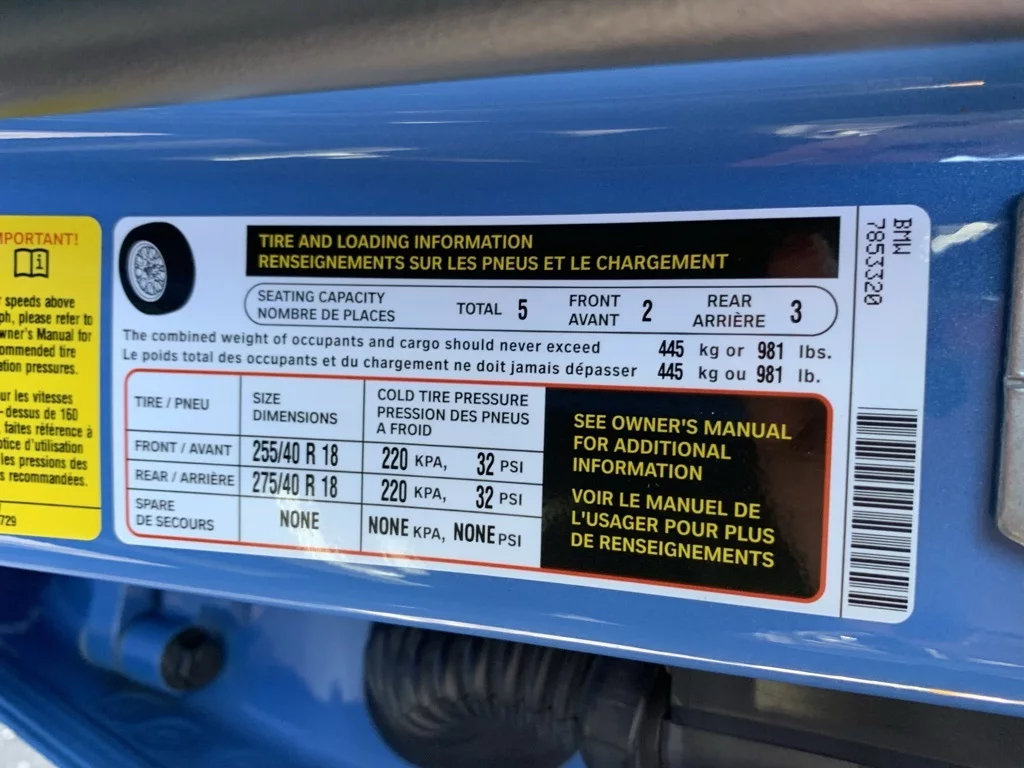 MPORTANT!
speeds above
ph, please refer to
wner's Manual for
ommended tire
ation pressures.
ur les vitesses
-dessus de 160
, faites référence à
otice d'utilisation
les pressions des
s recommandées.
729
TIRE AND LOADING INFORMATION
RENSEIGNEMENTS SUR LES PNEUS ET LE CHARGEMENT
SEATING CAPACITY
NOMBRE DE PLACES
TOTAL 5
FRONT
AVANT 2
REAR
ARRIÈRE 3
The combined weight of occupants and cargo should never exceed 445 kg or 981 lbs.
Le poids total des occupants et du chargement ne doit jamais dépasser 445 kg ou 981 lb.
TIRE / PNEU
SIZE
DIMENSIONS
COLD TIRE PRESSURE
PRESSION DES PNEUS
A FROID
FRONT / AVANT 255/40 R 18 220 KPA, 32 PSI
REAR / ARRIÈRE 275/40 R 18 220 KPA, 32 PSI
SPARE
DE SECOURS NONE NONE KPA, NONE PSI
SEE OWNER'S MANUAL
FOR ADDITIONAL
INFORMATION
VOIR LE MANUEL DE
L'USAGER POUR PLUS
DE RENSEIGNEMENTS
BMW
7853320